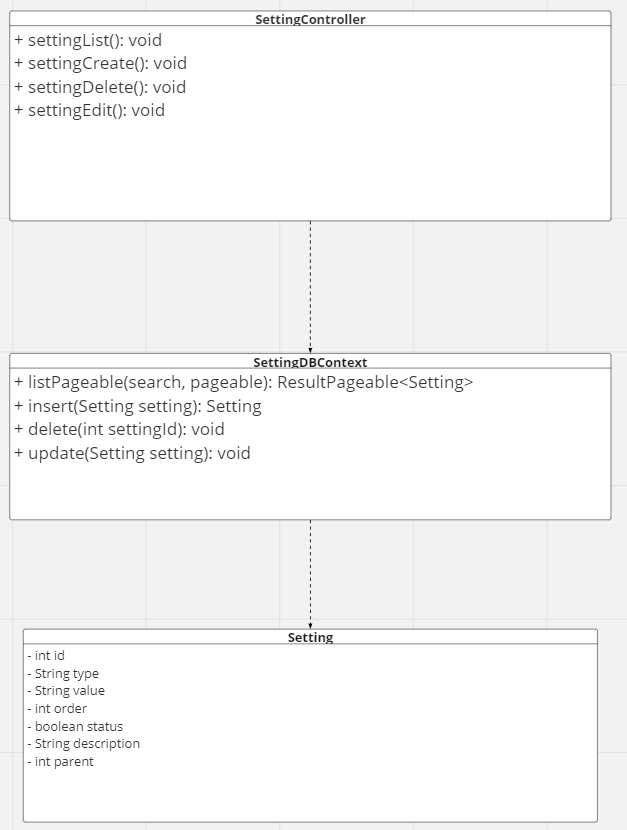 SettingController
+ settingList(): void
+ settingCreate(): void
+ settingDelete(): void
+ settingEdit(): void
SettingDBContext
+ listPageable(search, pageable): ResultPageable<Setting>
+ insert(Setting setting): Setting
+ delete(int settingId): void
+ update(Setting setting): void
Setting
- int id
- String type
- String value
- int order
- boolean status
- String description
- int parent